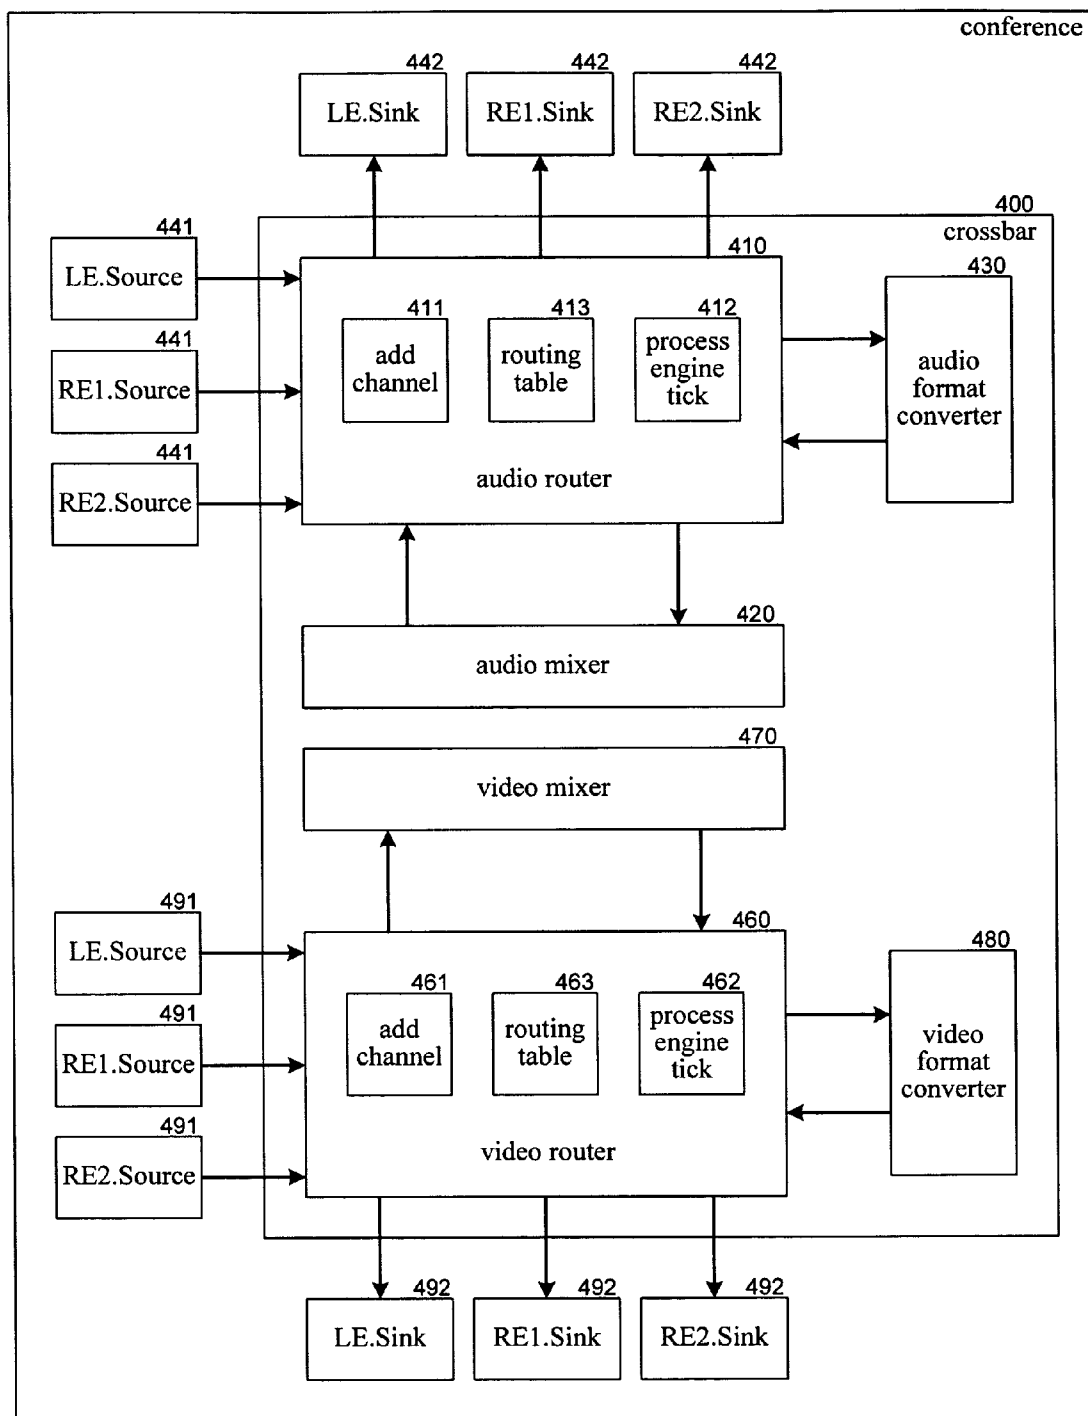 conference
442
LE.Sink
442
RE1.Sink
442
RE2.Sink
400
crossbar
441
LE.Source
441
RE1.Source
441
RE2.Source
410
411
add
channel
413
routing
table
412
process
engine
tick
audio router
430
audio
format
converter
420
audio mixer
470
video mixer
491
LE.Source
491
RE1.Source
491
RE2.Source
460
461
add
channel
463
routing
table
462
process
engine
tick
video router
480
video
format
converter
492
LE.Sink
492
RE1.Sink
492
RE2.Sink